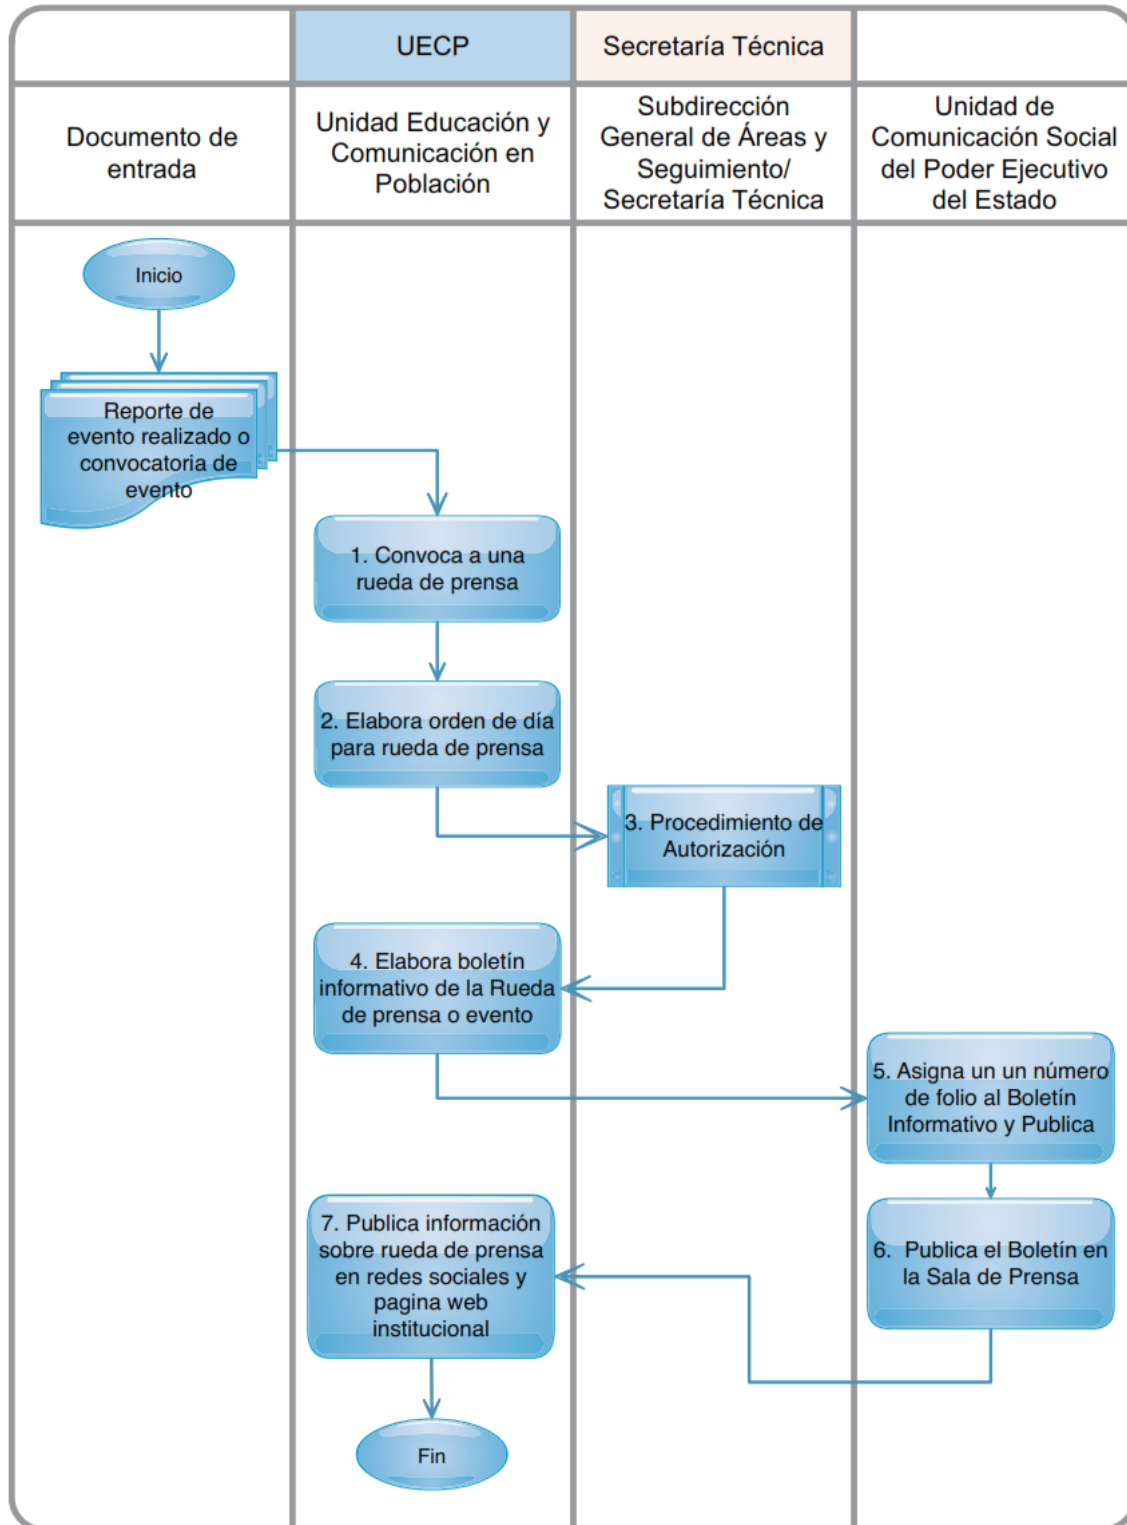 UECP
Secretaría Técnica
Documento de
entrada
Unidad Educación y
Comunicación en
Población
Subdirección
General de Áreas y
Seguimiento/
Secretaría Técnica
Unidad de
Comunicación Social
del Poder Ejecutivo
del Estado
Inicio
Reporte de
evento realizado o
convocatoria de
evento
1. Convoca a una
rueda de prensa
2. Elabora orden de día
para rueda de prensa
3. Procedimiento de
Autorización
4. Elabora boletín
informativo de la Rueda
de prensa o evento
5. Asigna un un número
de folio al Boletín
Informativo y Publica
6. Publica el Boletín en
la Sala de Prensa
7. Publica información
sobre rueda de prensa
en redes sociales y
pagina web
institucional
Fin